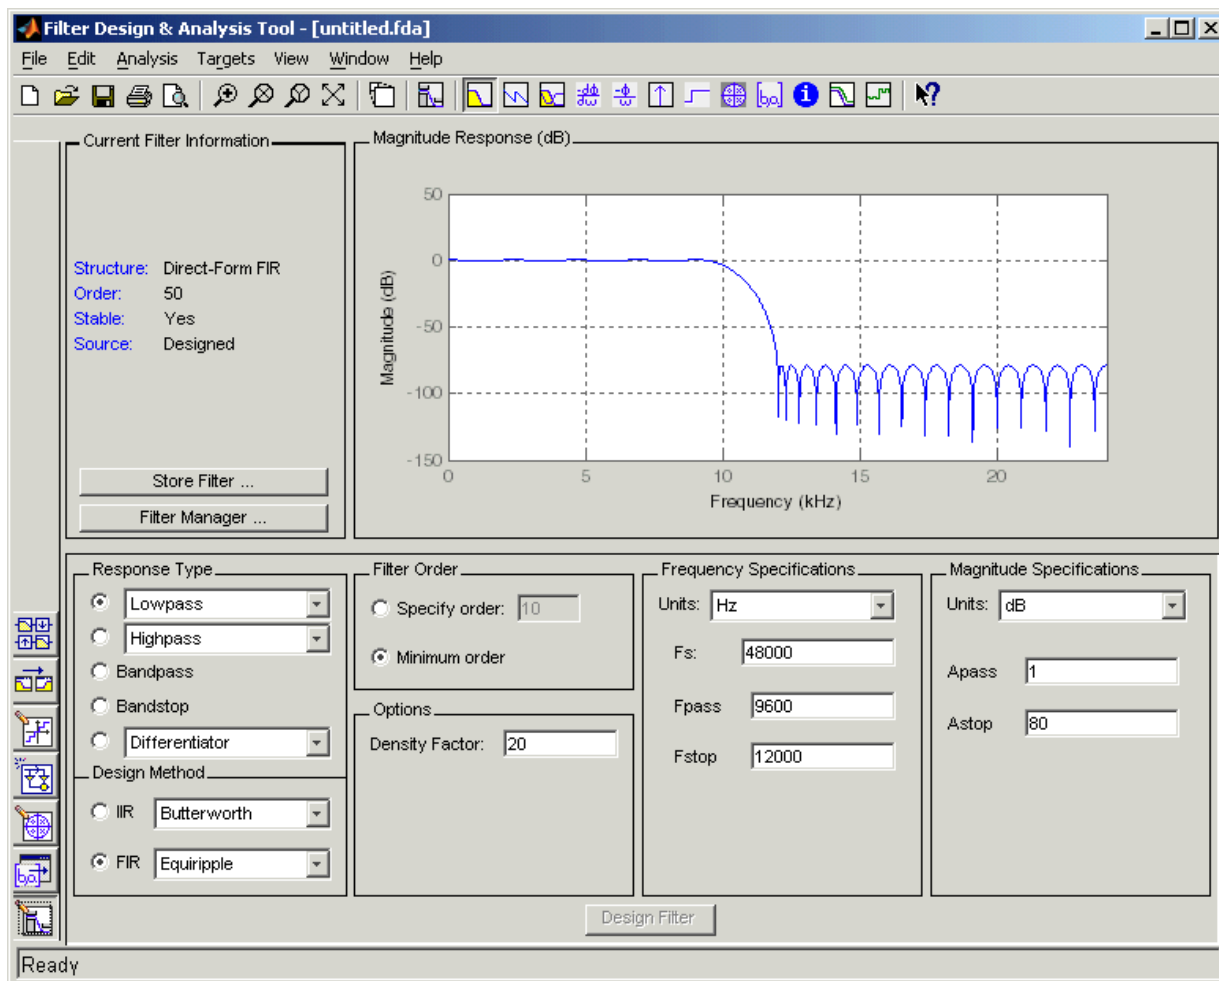 Filter Design & Analysis Tool - [untitled.fda]
File Edit Analysis Targets View Window Help
Current Filter Information
Structure: Direct-Form FIR
Order: 50
Stable: Yes
Source: Designed
Store Filter ...
Filter Manager ...
Magnitude Response (dB)
Magnitude (dB)
50
0
-50
-100
-150
0 5 10 15 20
Frequency (kHz)
Response Type
Lowpass
Highpass
Bandpass
Bandstop
Differentiator
Design Method
IIR Butterworth
FIR Equiripple
Filter Order
Specify order: 10
Minimum order
Options
Density Factor: 20
Frequency Specifications
Units: Hz
Fs: 48000
Fpass 9600
Fstop 12000
Magnitude Specifications
Units: dB
Apass 1
Astop 80
Design Filter
Ready